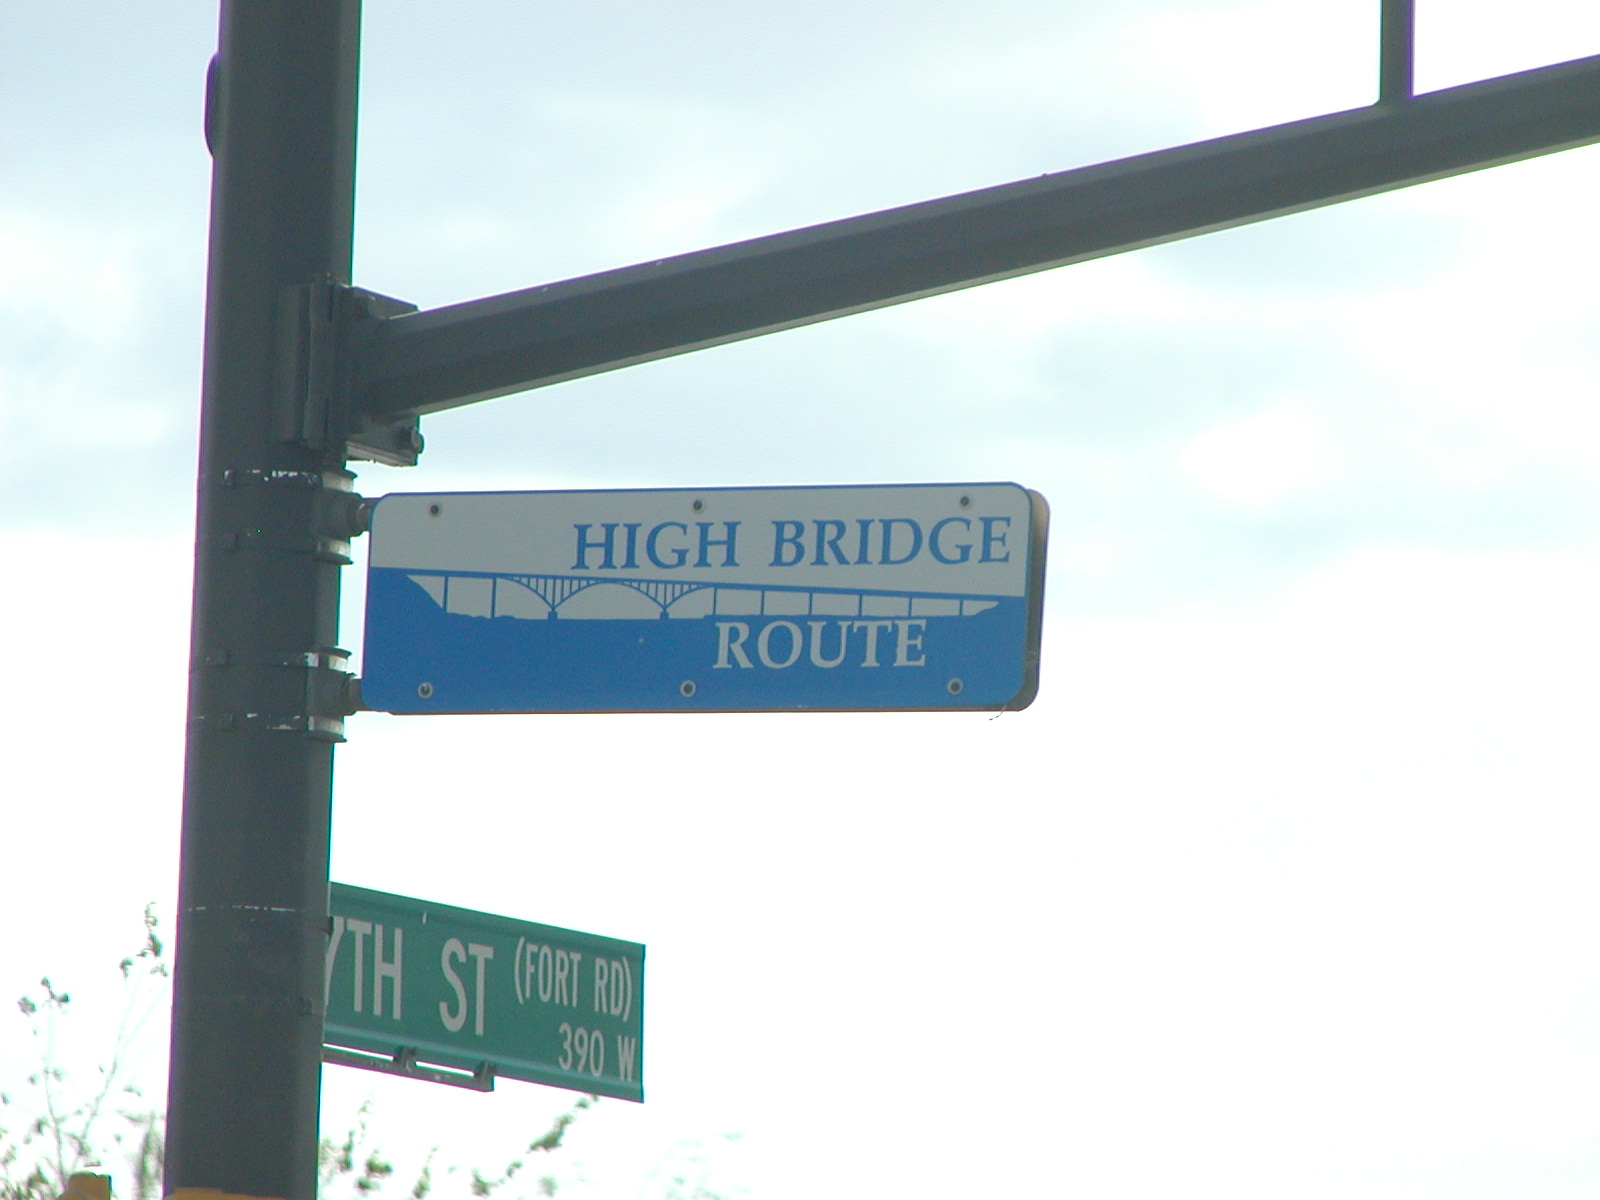 HIGH BRIDGE
ROUTE
7TH ST (FORT RD)
390 W